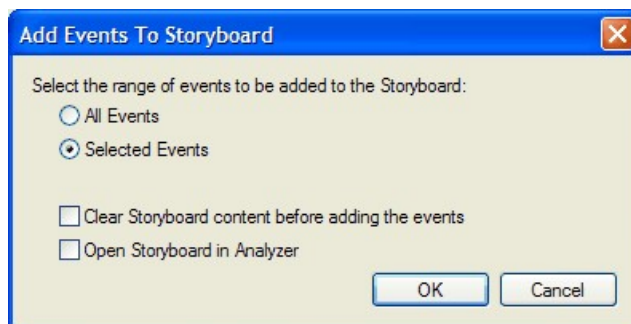 Add Events To Storyboard
Select the range of events to be added to the Storyboard:
All Events
Selected Events
Clear Storyboard content before adding the events
Open Storyboard in Analyzer
OK Cancel